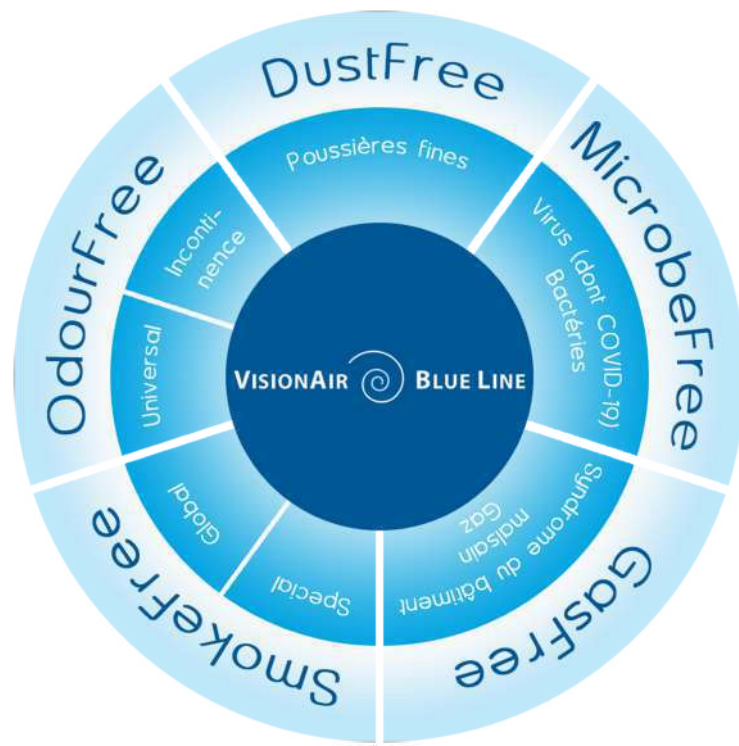 DustFree
Poussières fines
MicrobeFree
Virus (dont COVID-19)
Bactéries
GasFree
Syndrome du bâtiment
malsain
Gaz
SmokeFree
Special
Global
OdourFree
Universal
Inconti-
nence
VISIONAIR BLUE LINE